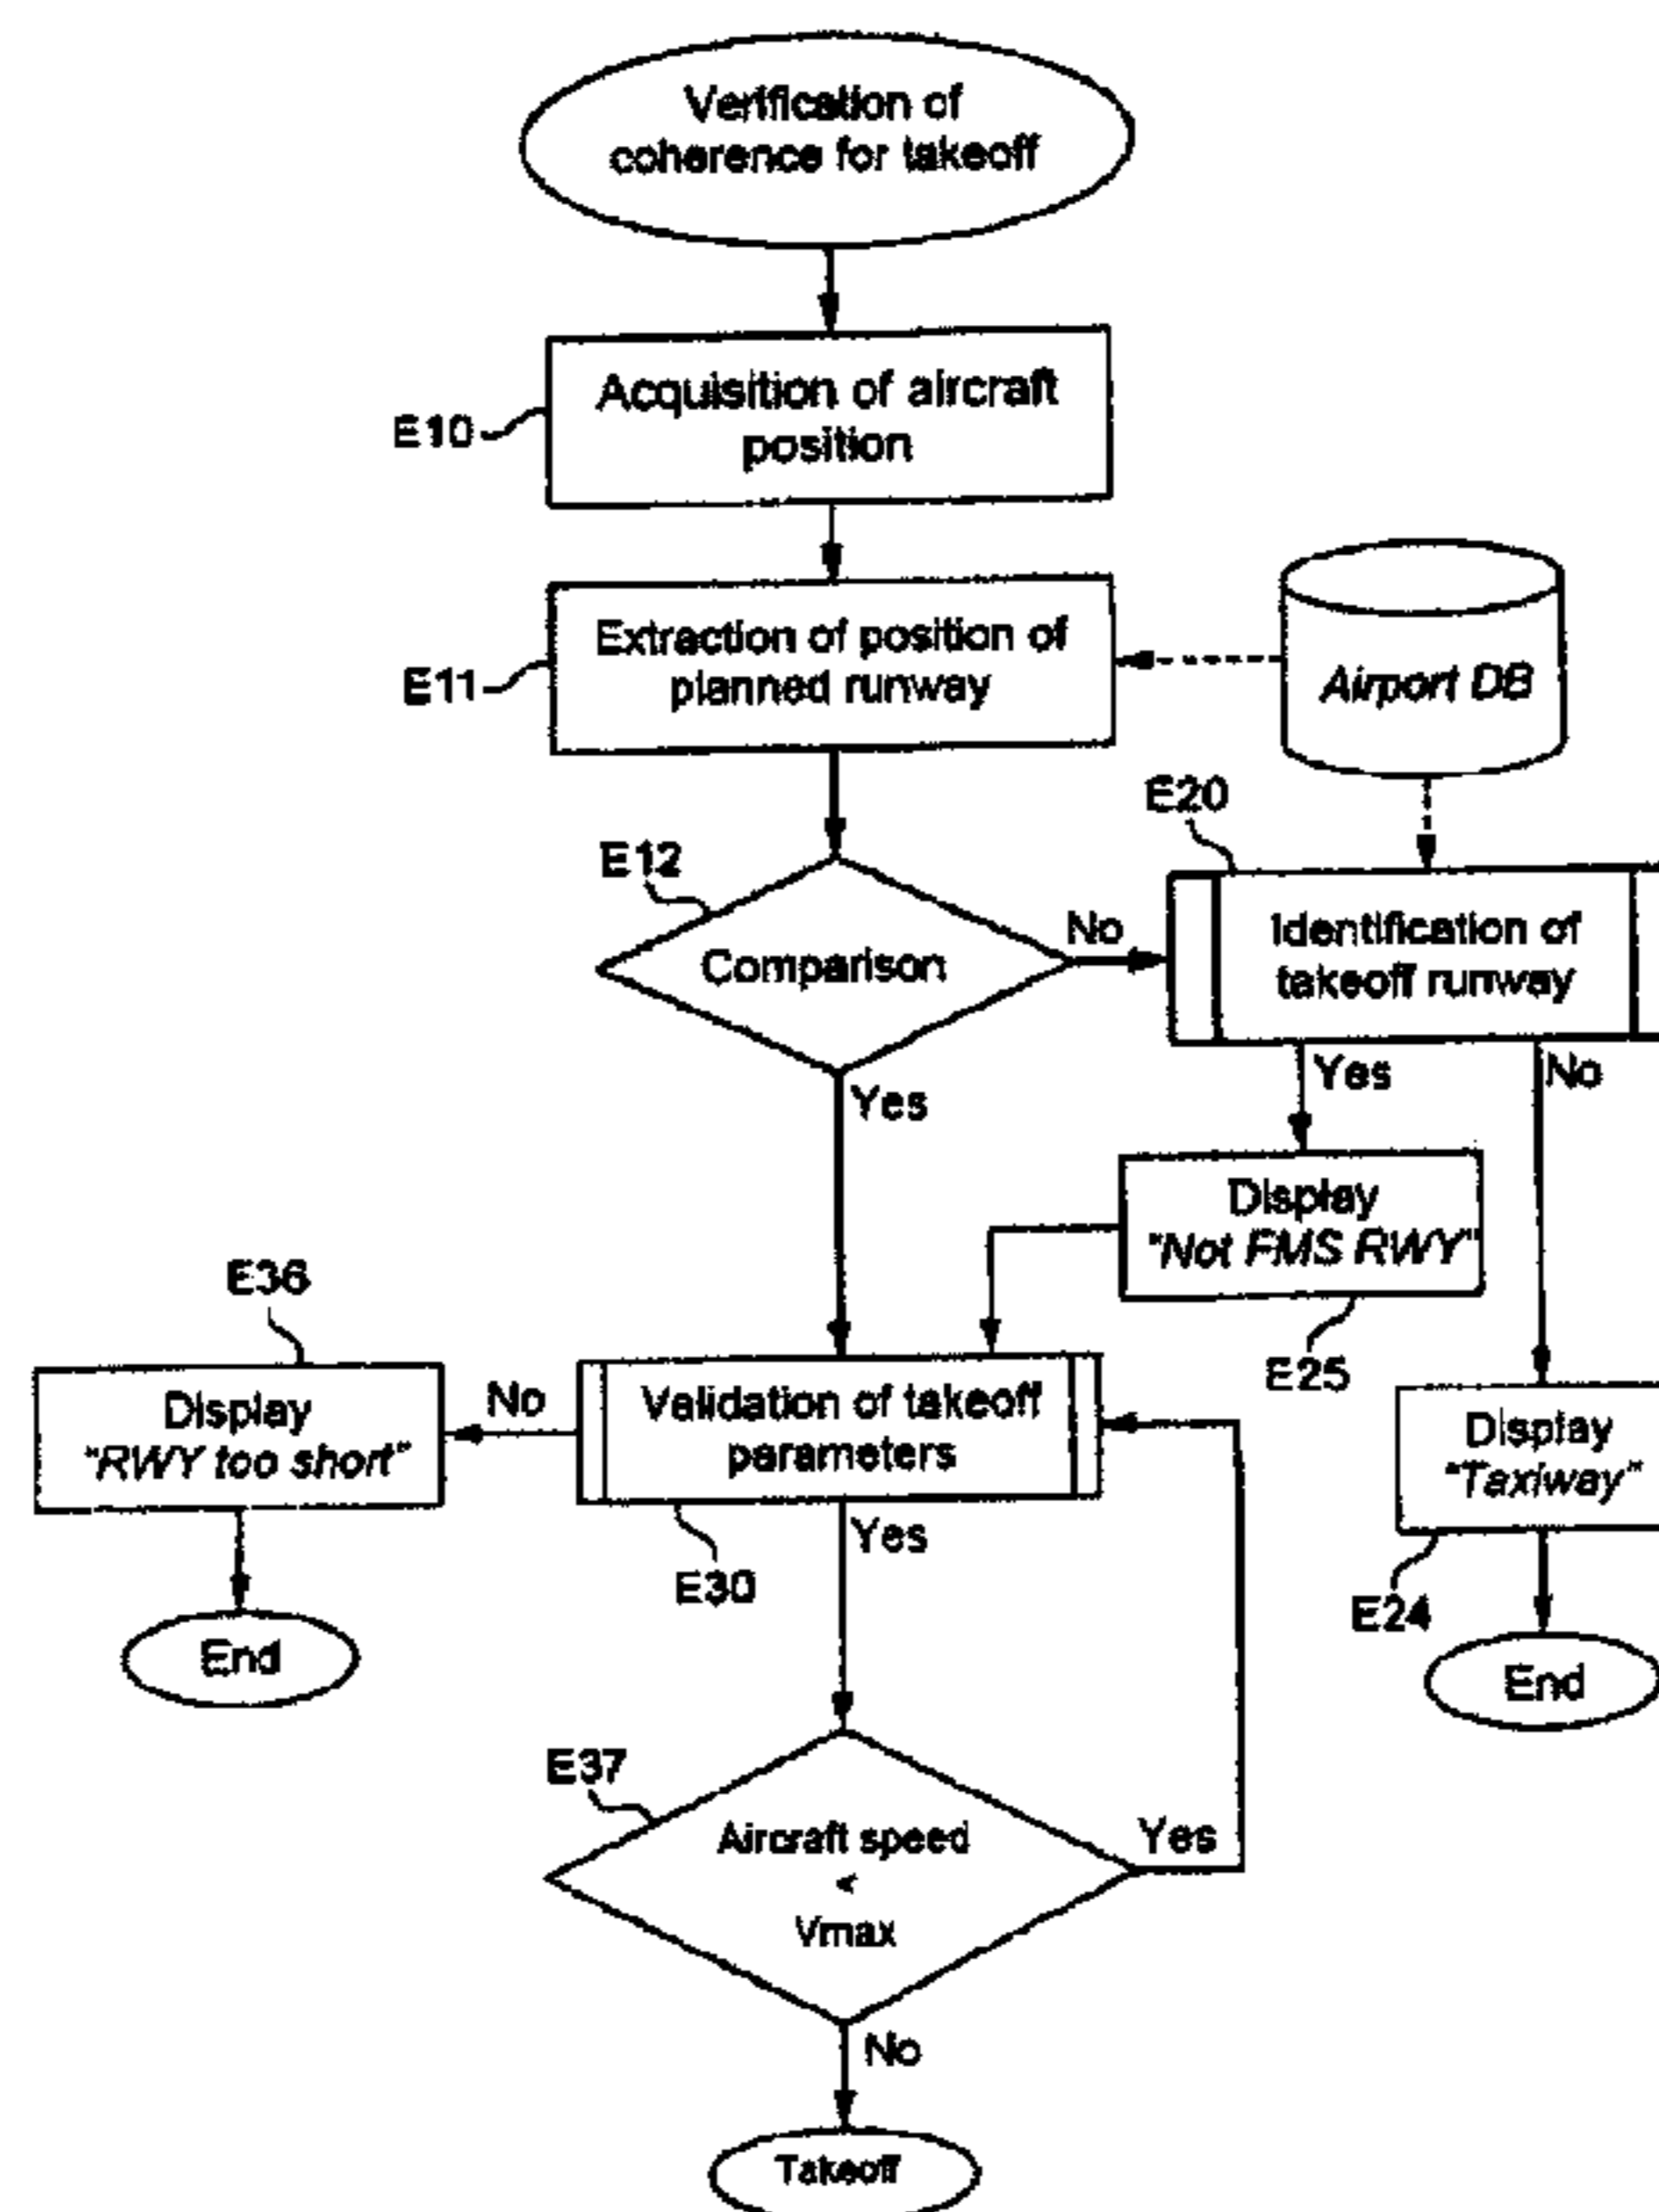 Verification of
coherence for takeoff
Acquisition of aircraft
position
E10
Extraction of position of
planned runway
E11
Airport DB
E20
E12
Comparison
No
Identification of
takeoff runway
Yes
Yes
No
Display
"Not FMS RWY"
E25
E36
Display
"RWY too short"
No
Validation of takeoff
parameters
Display
"Taxiway"
Yes
E30
E24
End
End
E37
Aircraft speed
<
Vmax
Yes
No
Takeoff